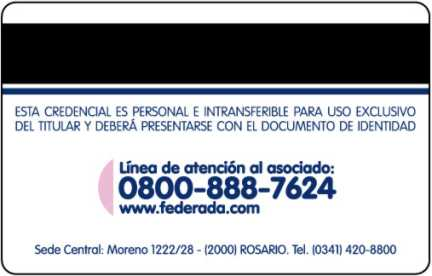 ESTA CREDENCIAL ES PERSONAL E INTRANSFERIBLE PARA USO EXCLUSIVO
DEL TITULAR Y DEBERÁ PRESENTARSE CON EL DOCUMENTO DE IDENTIDAD
Línea de atención al asociado:
0800-888-7624
www.federada.com
Sede Central: Moreno 1222/28 - (2000) ROSARIO. Tel. (0341) 420-8800